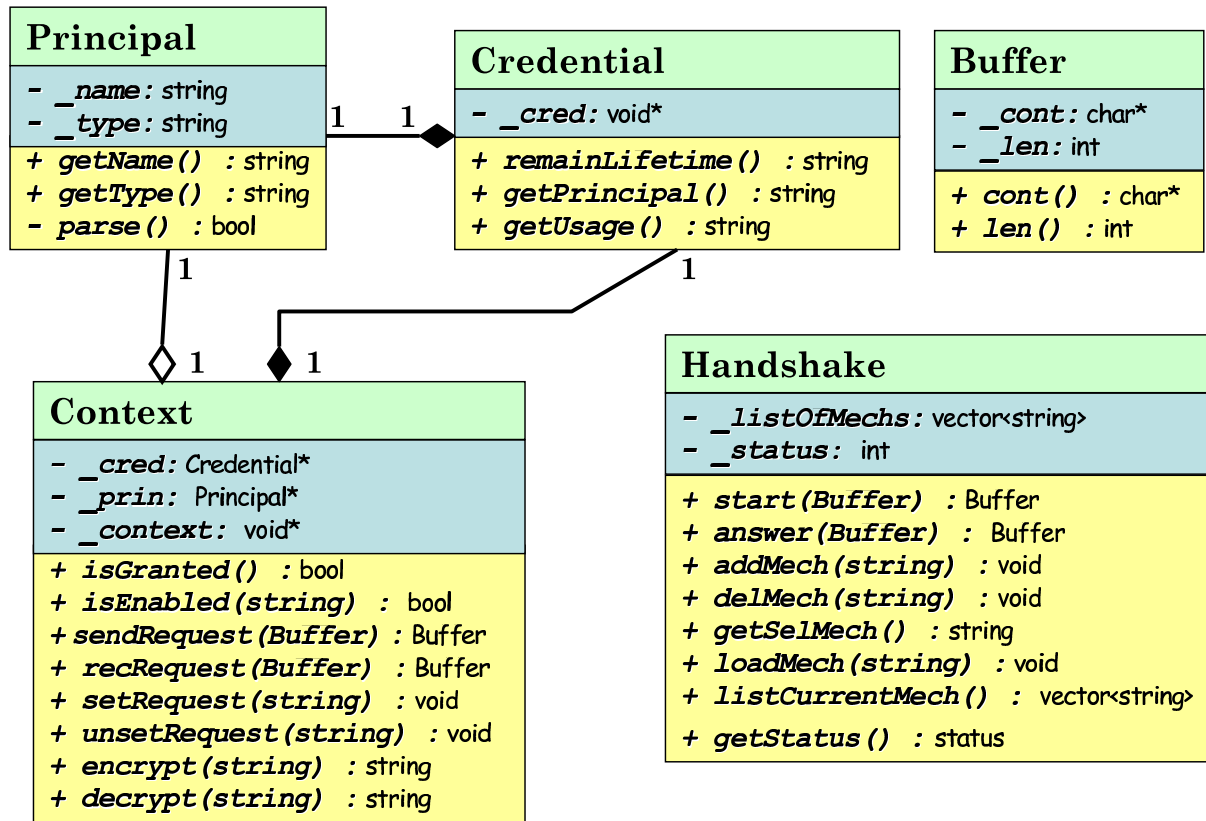 Principal
- _name: string
- _type: string
+ getName() : string
+ getType() : string
- parse() : bool
1
1
Credential
- _cred: void*
+ remainLifetime() : string
+ getPrincipal() : string
+ getUsage() : string
Buffer
- _cont: char*
- _len: int
+ cont() : char*
+ len() : int
1
1
1
1
Context
- _cred: Credential*
- _prin: Principal*
- _context: void*
+ isGranted() : bool
+ isEnabled(string) : bool
+ sendRequest(Buffer) : Buffer
+ recRequest(Buffer) : Buffer
+ setRequest(string) : void
+ unsetRequest(string) : void
+ encrypt(string) : string
+ decrypt(string) : string
Handshake
- _listOfMechs: vector<string>
- _status: int
+ start(Buffer) : Buffer
+ answer(Buffer) : Buffer
+ addMech(string) : void
+ delMech(string) : void
+ getSelMech() : string
+ loadMech(string) : void
+ listCurrentMech() : vector<string>
+ getStatus() : status